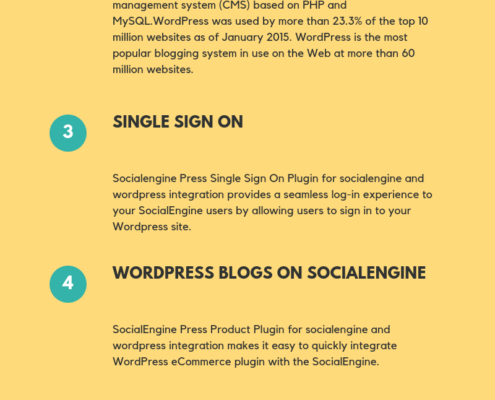 management system (CMS) based on PHP and
MySQL.WordPress was used by more than 23.3% of the top 10
million websites as of January 2015. WordPress is the most
popular blogging system in use on the Web at more than 60
million websites.
3
SINGLE SIGN ON
Socialengine Press Single Sign On Plugin for socialengine and
wordpress integration provides a seamless log-in experience to
your SocialEngine users by allowing users to sign in to your
Wordpress site.
4
WORDPRESS BLOGS ON SOCIALENGINE
SocialEngine Press Product Plugin for socialengine and
wordpress integration makes it easy to quickly integrate
WordPress eCommerce plugin with the SocialEngine.